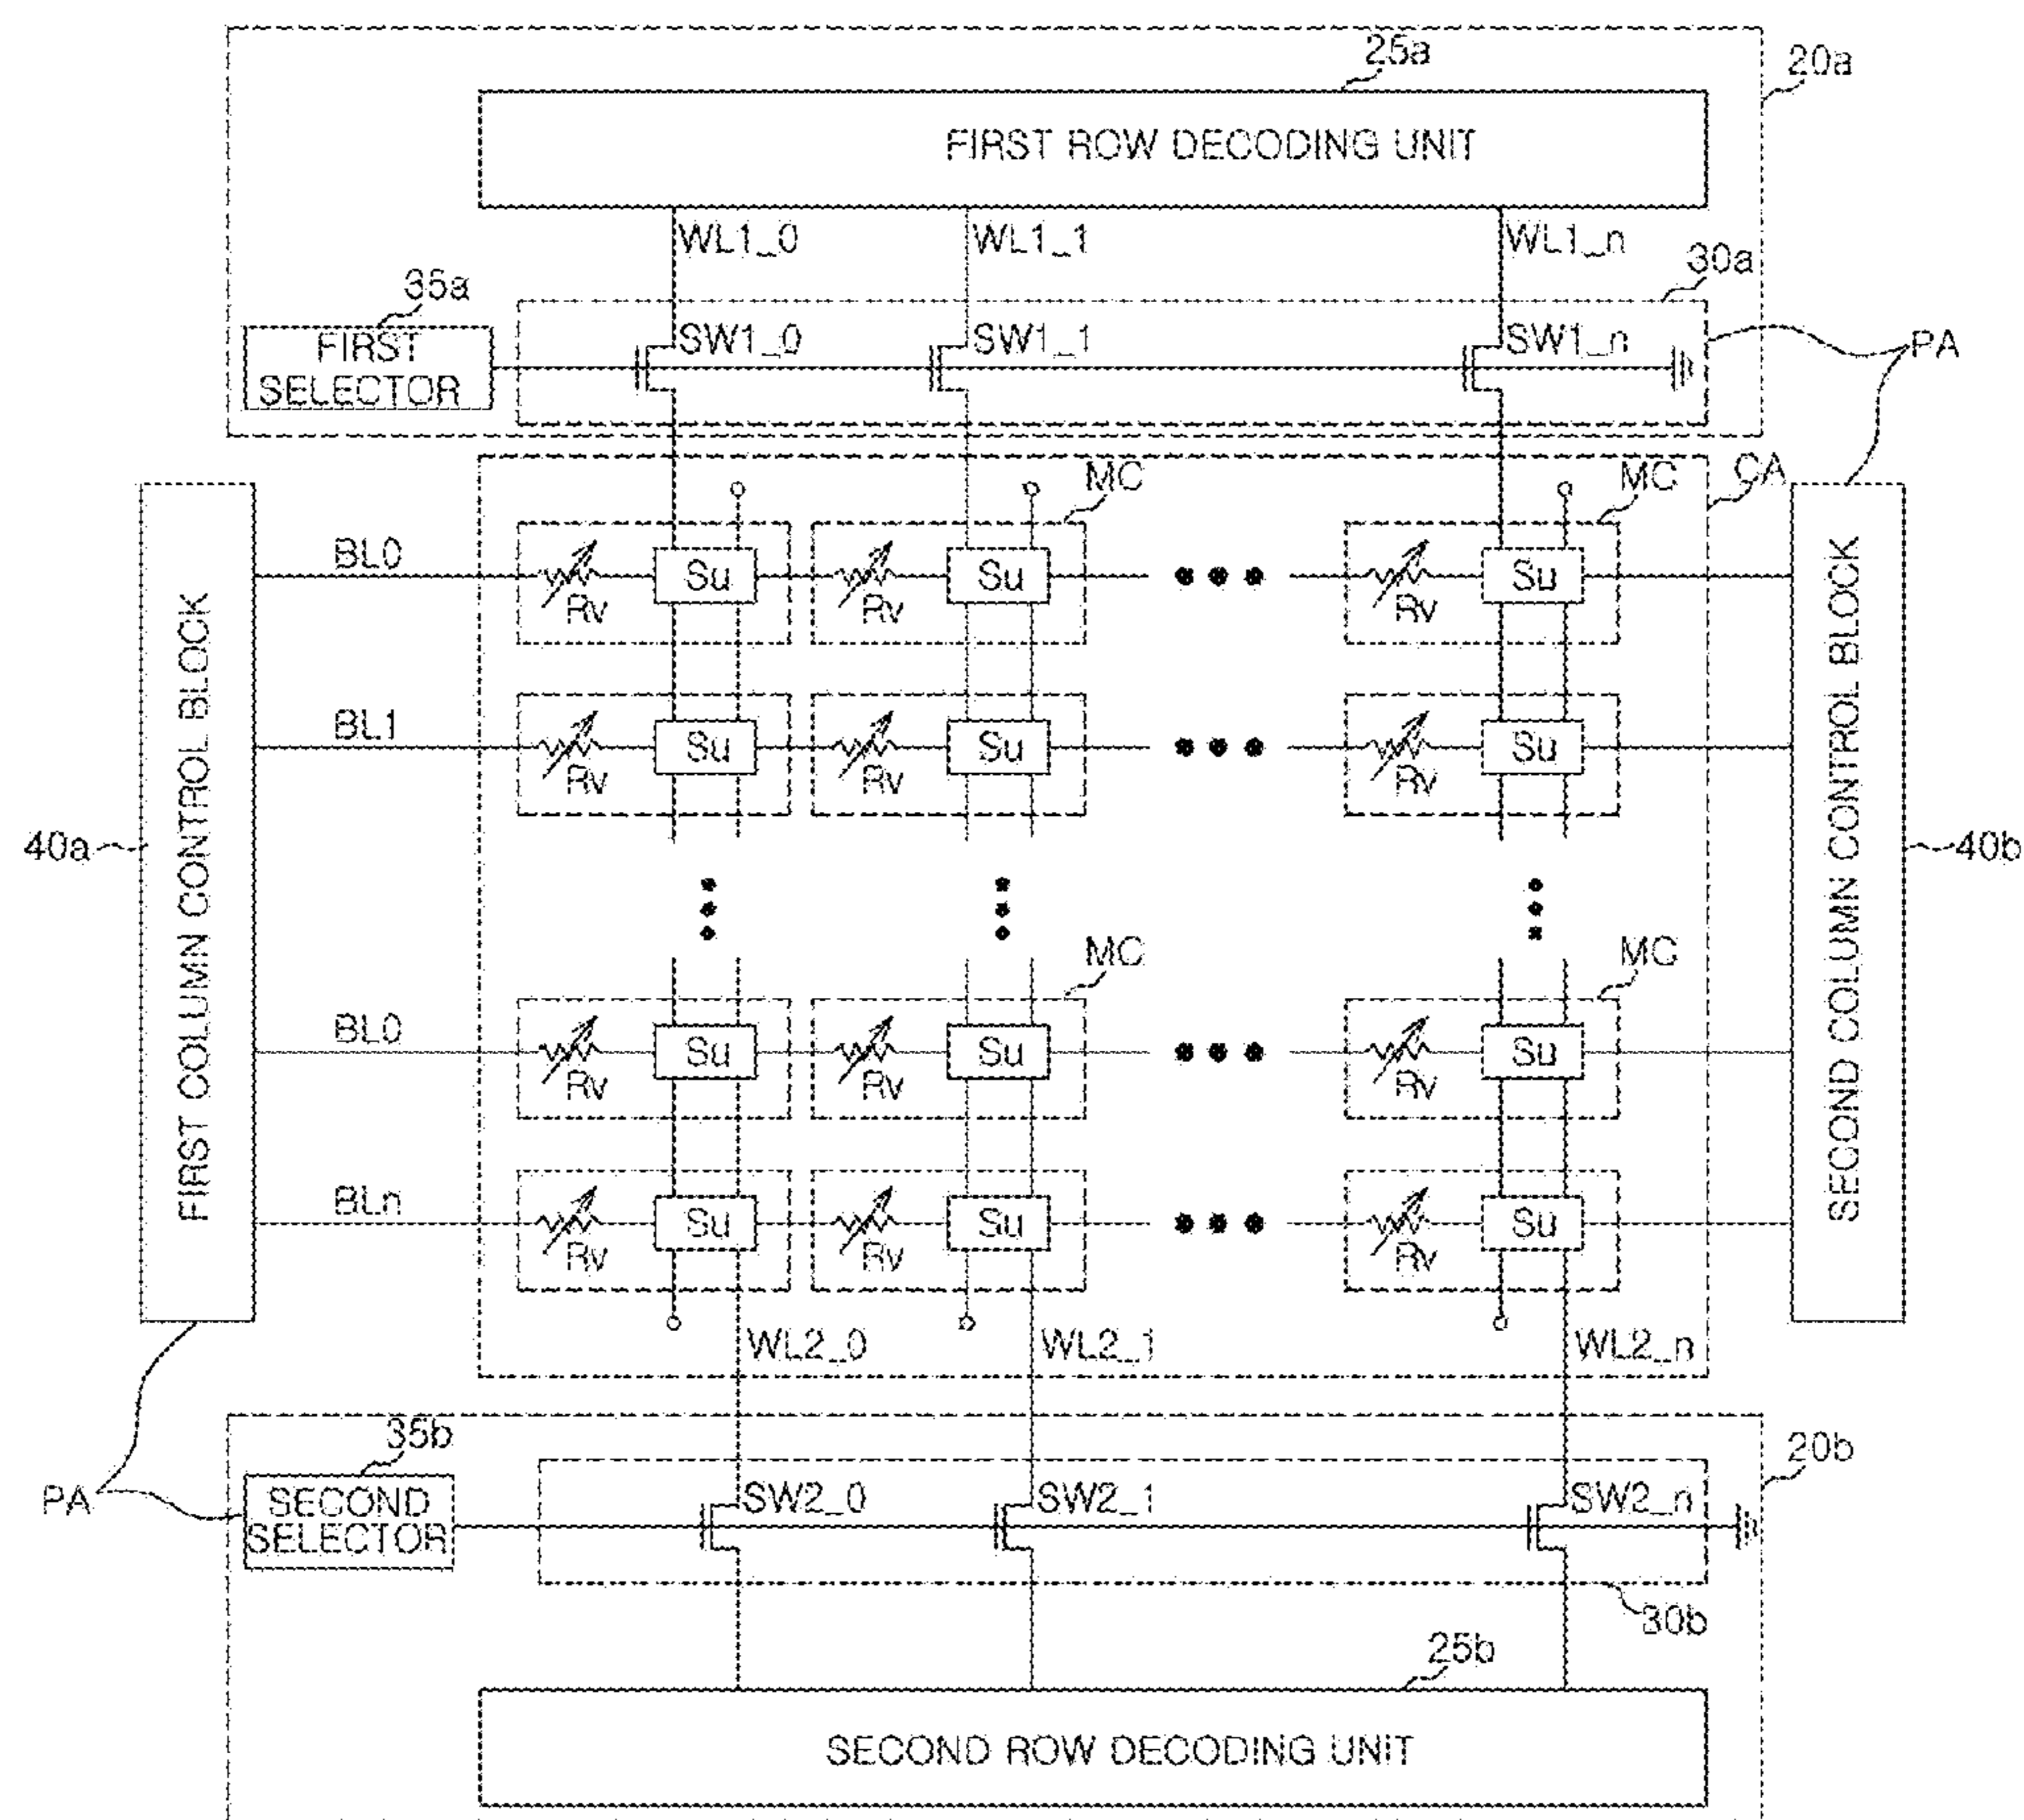 25a
20a
FIRST ROW DECODING UNIT
WL1_0 WL1_1 WL1_n
30a
35a
FIRST
SELECTOR
SW1_0 SW1_1 SW1_n
PA
MC MC CA
BL0 Su Su Su
Rv Rv Rv
BL1 Su Su Su
Rv Rv Rv
FIRST COLUMN CONTROL BLOCK
SECOND COLUMN CONTROL BLOCK
40a 40b
MC MC
BL0 Su Su Su
Rv Rv Rv
BLn Su Su Su
Rv Rv Rv
WL2_0 WL2_1 WL2_n
35b
20b
PA
SECOND
SELECTOR
SW2_0 SW2_1 SW2_n
30b
25b
SECOND ROW DECODING UNIT